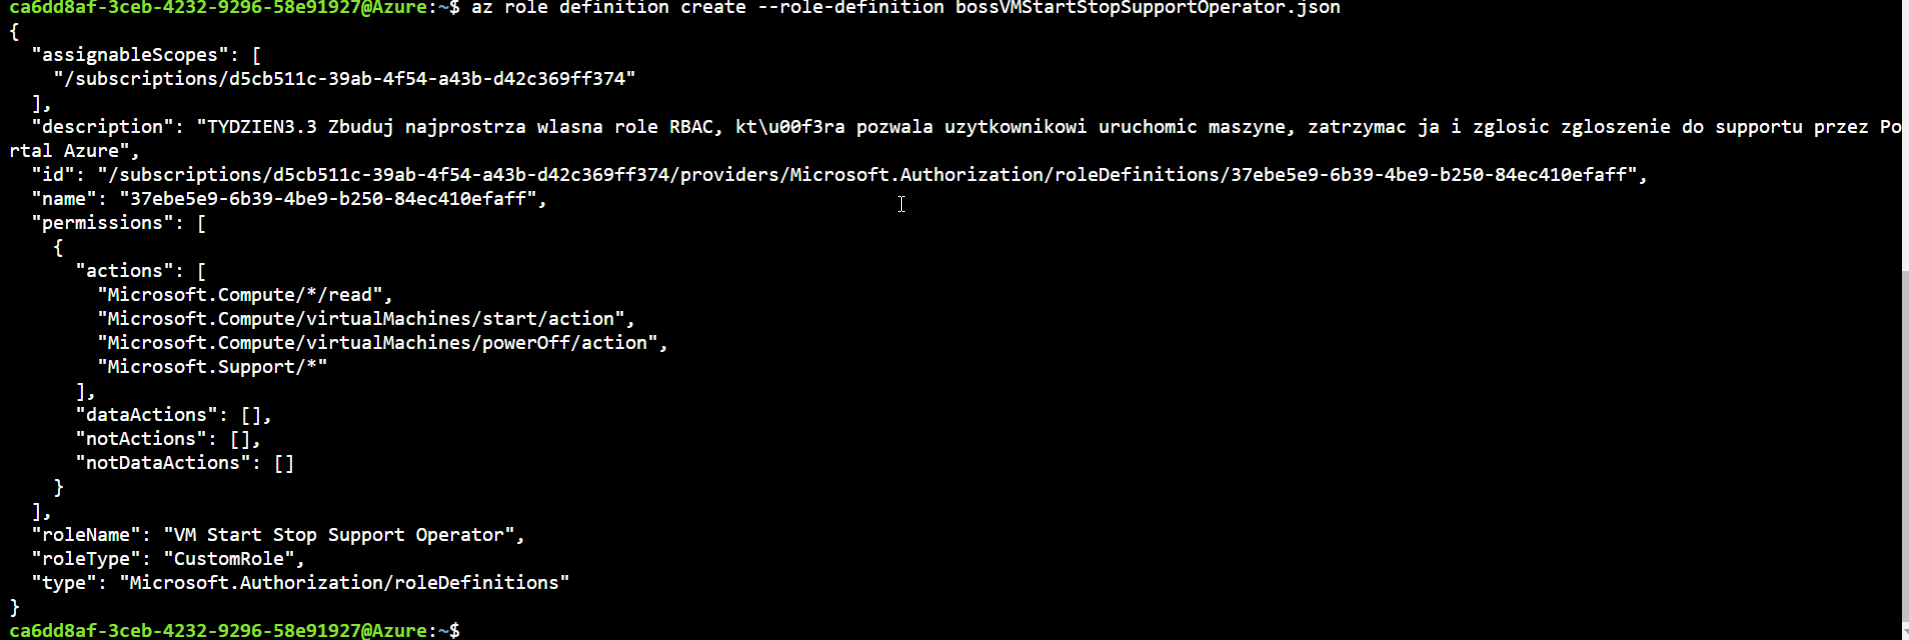 ca6dd8af-3ceb-4232-9296-58e91927@Azure:~$ az role definition create --role-definition bossVMStartStopSupportOperator.json
{
  "assignableScopes": [
    "/subscriptions/d5cb511c-39ab-4f54-a43b-d42c369ff374"
  ],
  "description": "TYDZIEN3.3 Zbuduj najprostrza wlasna role RBAC, kt\u00f3ra pozwala uzytkownikowi uruchomic maszyne, zatrzymac ja i zglosic zgloszenie do supportu przez Po
rtal Azure",
  "id": "/subscriptions/d5cb511c-39ab-4f54-a43b-d42c369ff374/providers/Microsoft.Authorization/roleDefinitions/37ebe5e9-6b39-4be9-b250-84ec410efaff",
  "name": "37ebe5e9-6b39-4be9-b250-84ec410efaff",
  "permissions": [
    {
      "actions": [
        "Microsoft.Compute/*/read",
        "Microsoft.Compute/virtualMachines/start/action",
        "Microsoft.Compute/virtualMachines/powerOff/action",
        "Microsoft.Support/*"
      ],
      "dataActions": [],
      "notActions": [],
      "notDataActions": []
    }
  ],
  "roleName": "VM Start Stop Support Operator",
  "roleType": "CustomRole",
  "type": "Microsoft.Authorization/roleDefinitions"
}
ca6dd8af-3ceb-4232-9296-58e91927@Azure:~$